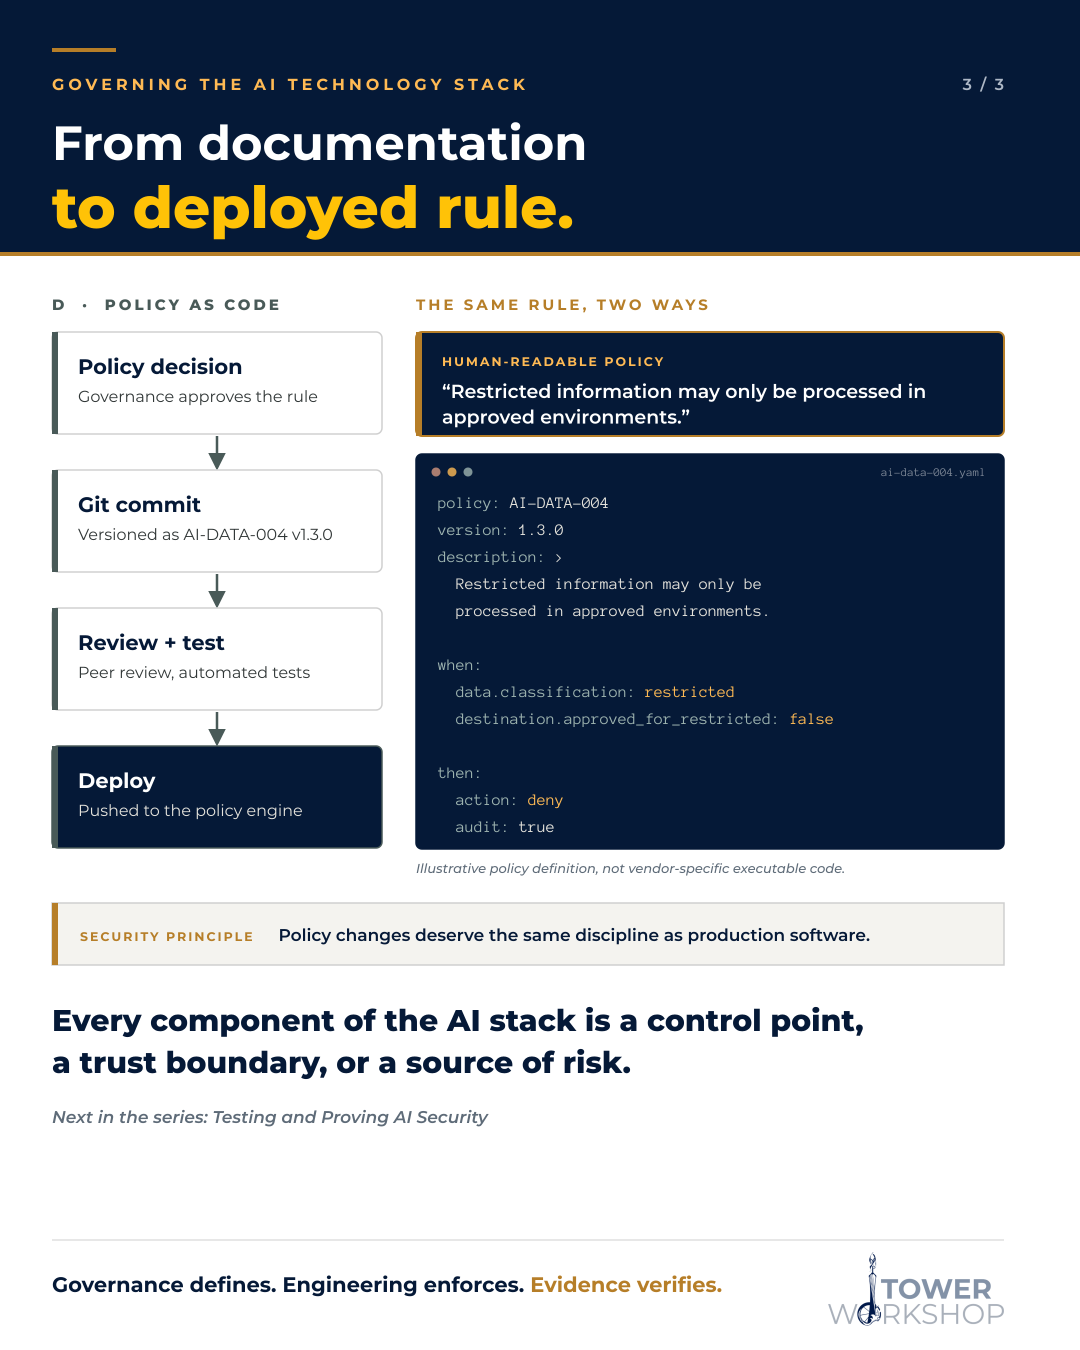 GOVERNING THE AI TECHNOLOGY STACK
3 / 3
From documentation
to deployed rule.
D · POLICY AS CODE
Policy decision
Governance approves the rule
Git commit
Versioned as AI-DATA-004 v1.3.0
Review + test
Peer review, automated tests
Deploy
Pushed to the policy engine
THE SAME RULE, TWO WAYS
HUMAN-READABLE POLICY
“Restricted information may only be processed in
approved environments.”
ai-data-004.yaml
policy: AI-DATA-004
version: 1.3.0
description: >
  Restricted information may only be
  processed in approved environments.
when:
  data.classification: restricted
  destination.approved_for_restricted: false
then:
  action: deny
  audit: true
Illustrative policy definition, not vendor-specific executable code.
SECURITY PRINCIPLE Policy changes deserve the same discipline as production software.
Every component of the AI stack is a control point,
a trust boundary, or a source of risk.
Next in the series: Testing and Proving AI Security
Governance defines. Engineering enforces. Evidence verifies.
TOWER
WORKSHOP